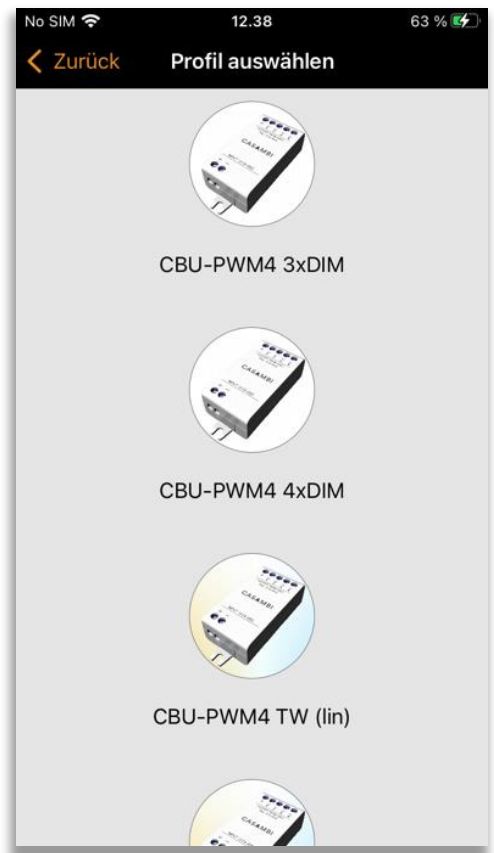 No SIM 12.38 63 %
Zurück Profil auswählen
CASAMBI
CBU-PWM4 3xDIM
CASAMBI
CBU-PWM4 4xDIM
CASAMBI
CBU-PWM4 TW (lin)
CASAMBI